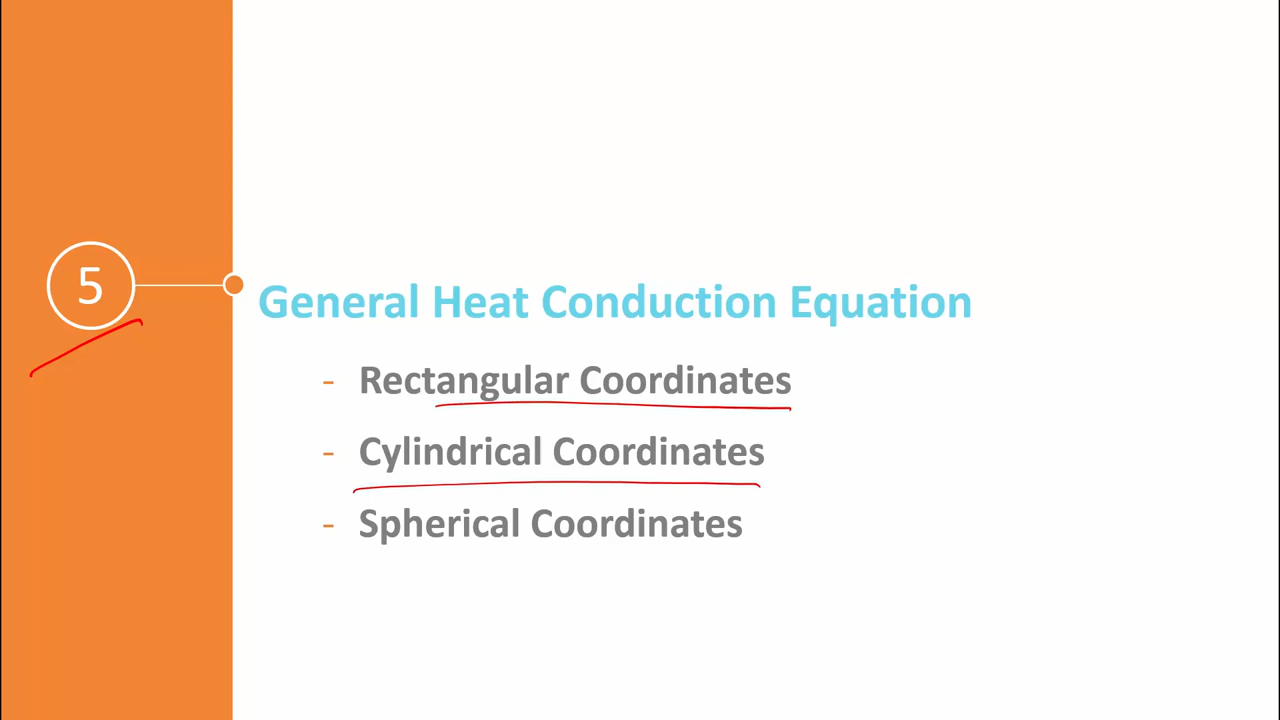 5
General Heat Conduction Equation
- Rectangular Coordinates
- Cylindrical Coordinates
- Spherical Coordinates